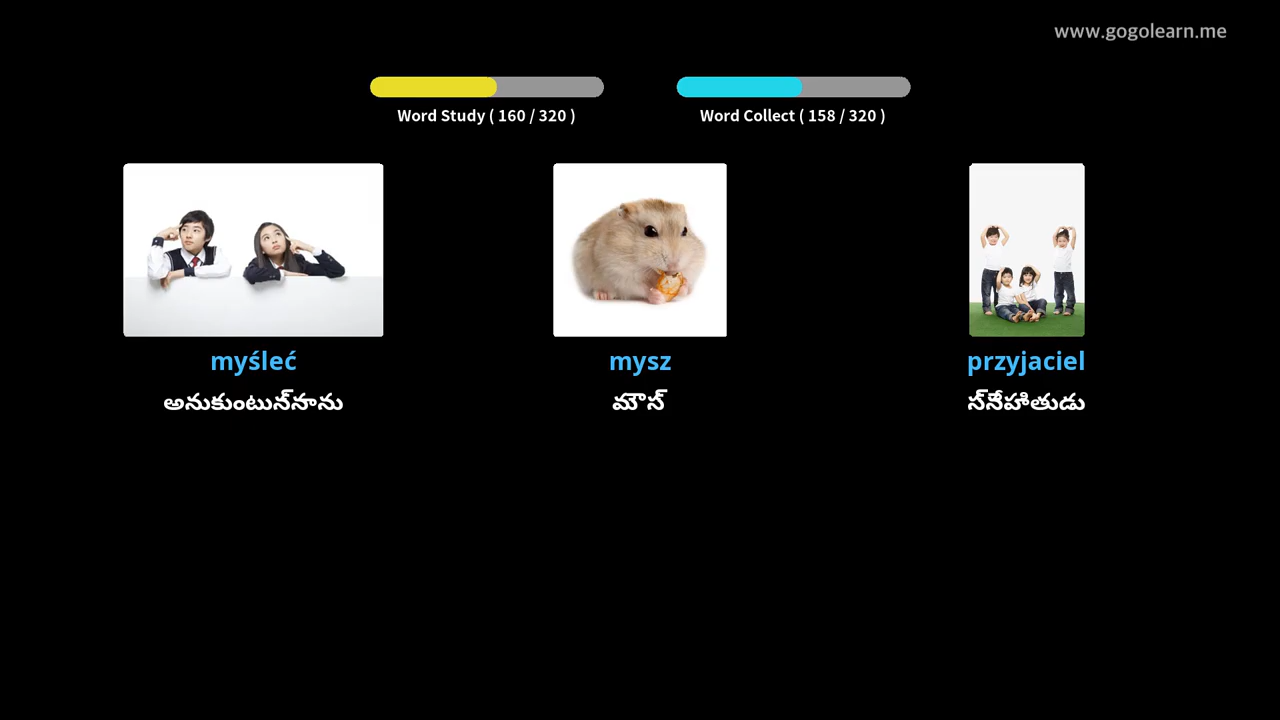 www.gogolearn.me
Word Study ( 160 / 320 )
Word Collect ( 158 / 320 )
myśleć
mysz
przyjaciel
అనుకుంటున్‌నాను
మౌస్
స్‌నేహితుడు